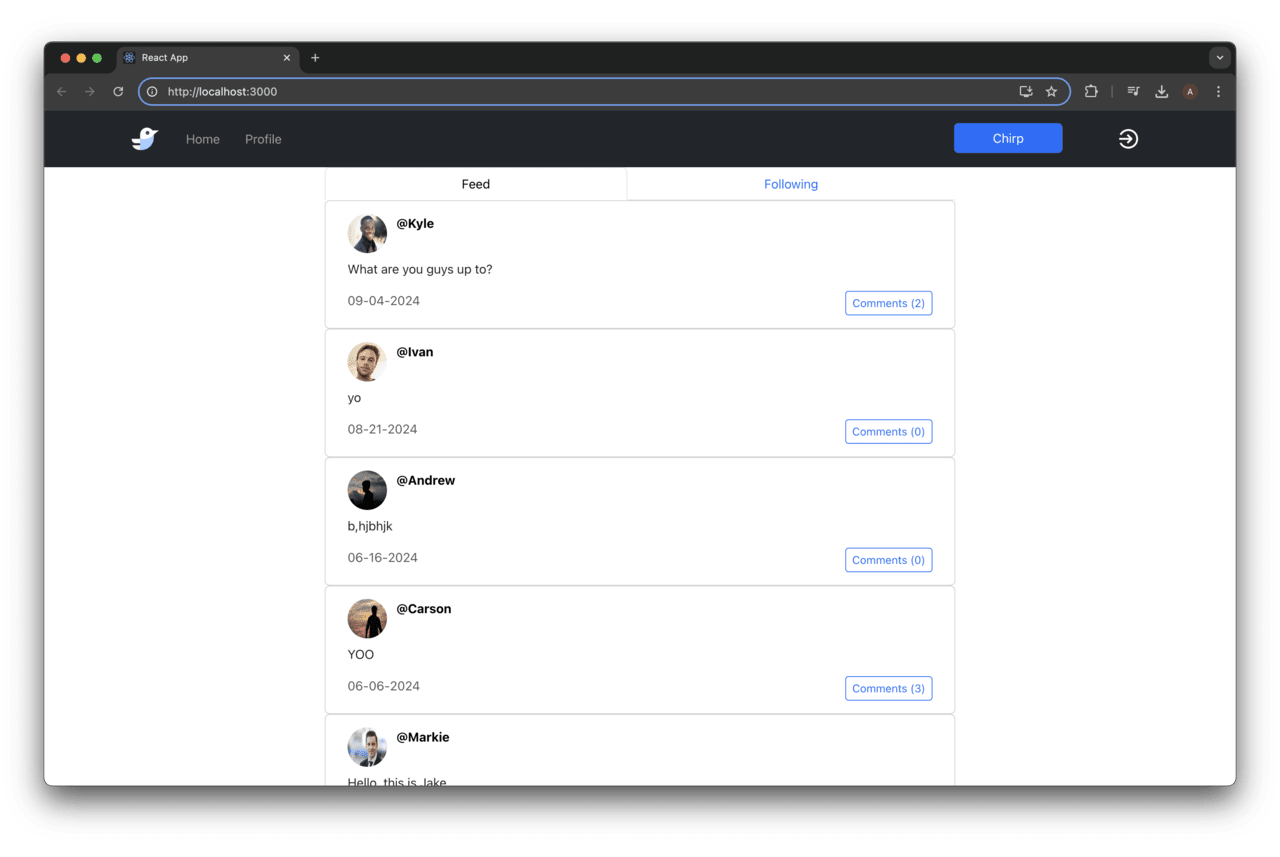 React App
http://localhost:3000
A
Home Profile Chirp
Feed Following
@Kyle
What are you guys up to?
09-04-2024 Comments (2)
@Ivan
yo
08-21-2024 Comments (0)
@Andrew
b,hjbhjk
06-16-2024 Comments (0)
@Carson
YOO
06-06-2024 Comments (3)
@Markie
Hello, this is Jake